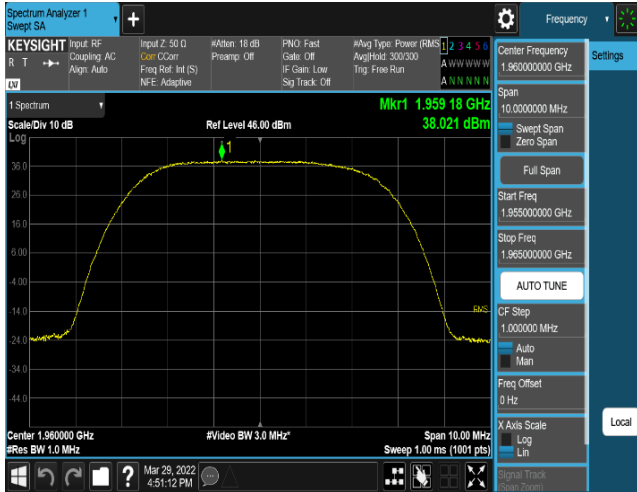 Spectrum Analyzer 1
Swept SA
Frequency
KEYSIGHT
R T
LXI
Input: RF
Coupling: AC
Align: Auto
Input Z: 50 Ω
Corr CCorr
Freq Ref: Int (S)
NFE: Adaptive
#Atten: 18 dB
Preamp: Off
PNO: Fast
Gate: Off
IF Gain: Low
Sig Track: Off
#Avg Type: Power (RMS
Avg|Hold: 300/300
Trig: Free Run
1 2 3 4 5 6
A W W W W W
A N N N N N
1 Spectrum
Mkr1 1.959 18 GHz
Scale/Div 10 dB
Ref Level 46.00 dBm
38.021 dBm
Log
1
36.0
26.0
16.0
6.00
-4.00
-14.0
RMS
-24.0
-34.0
-44.0
Center 1.960000 GHz
#Video BW 3.0 MHz*
Span 10.00 MHz
#Res BW 1.0 MHz
Sweep 1.00 ms (1001 pts)
?
Mar 29, 2022
4:51:12 PM
Center Frequency
1.960000000 GHz
Settings
Span
10.0000000 MHz
Swept Span
Zero Span
Full Span
Start Freq
1.955000000 GHz
Stop Freq
1.965000000 GHz
AUTO TUNE
CF Step
1.000000 MHz
Auto
Man
Freq Offset
0 Hz
X Axis Scale
Log
Lin
Local
Signal Track
(Span Zoom)